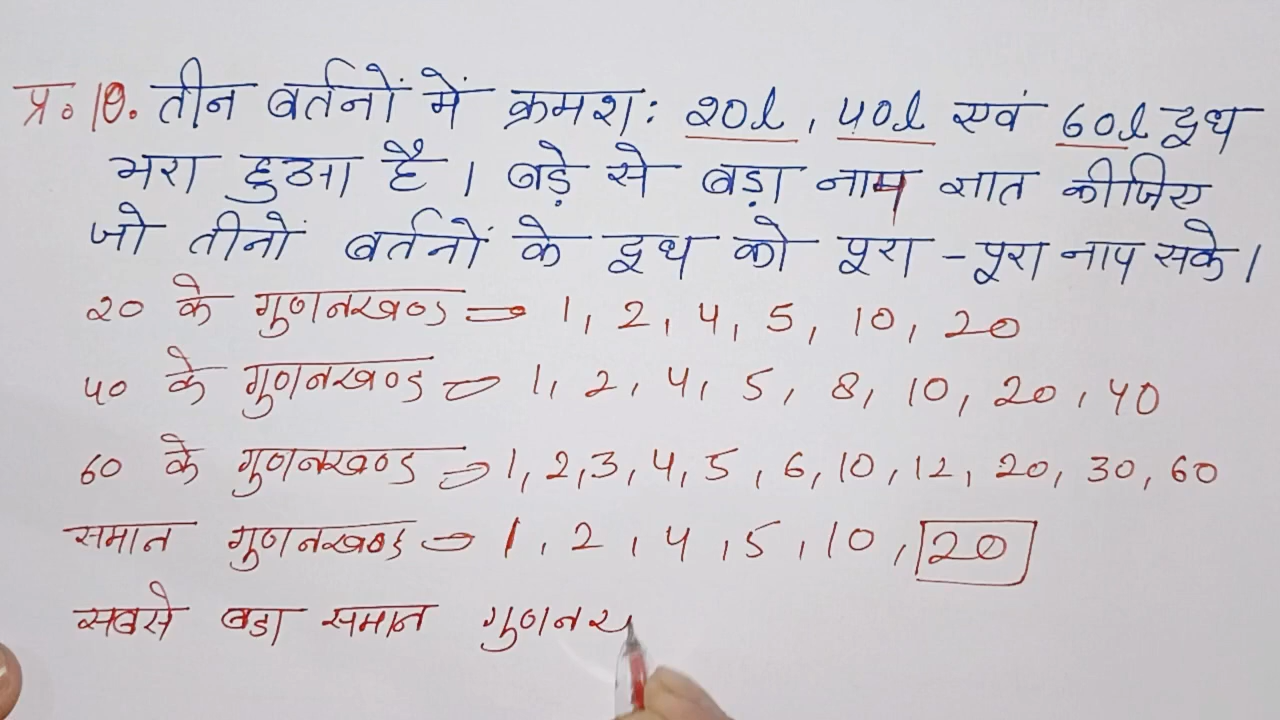 प्र. 10. तीन बर्तनों में क्रमश: 20l, 40l एवं 60l दूध
भरा हुआ है। बड़े से बड़ा नाप ज्ञात कीजिए
जो तीनों बर्तनों के दूध को पूरा - पूरा नाप सके।
20 के गुणनखण्ड ⇒ 1, 2, 4, 5, 10, 20
40 के गुणनखण्ड ⇒ 1, 2, 4, 5, 8, 10, 20, 40
60 के गुणनखण्ड ⇒ 1, 2, 3, 4, 5, 6, 10, 12, 20, 30, 60
समान गुणनखण्ड ⇒ 1, 2, 4, 5, 10, 20
सबसे बडा समान गुणनर